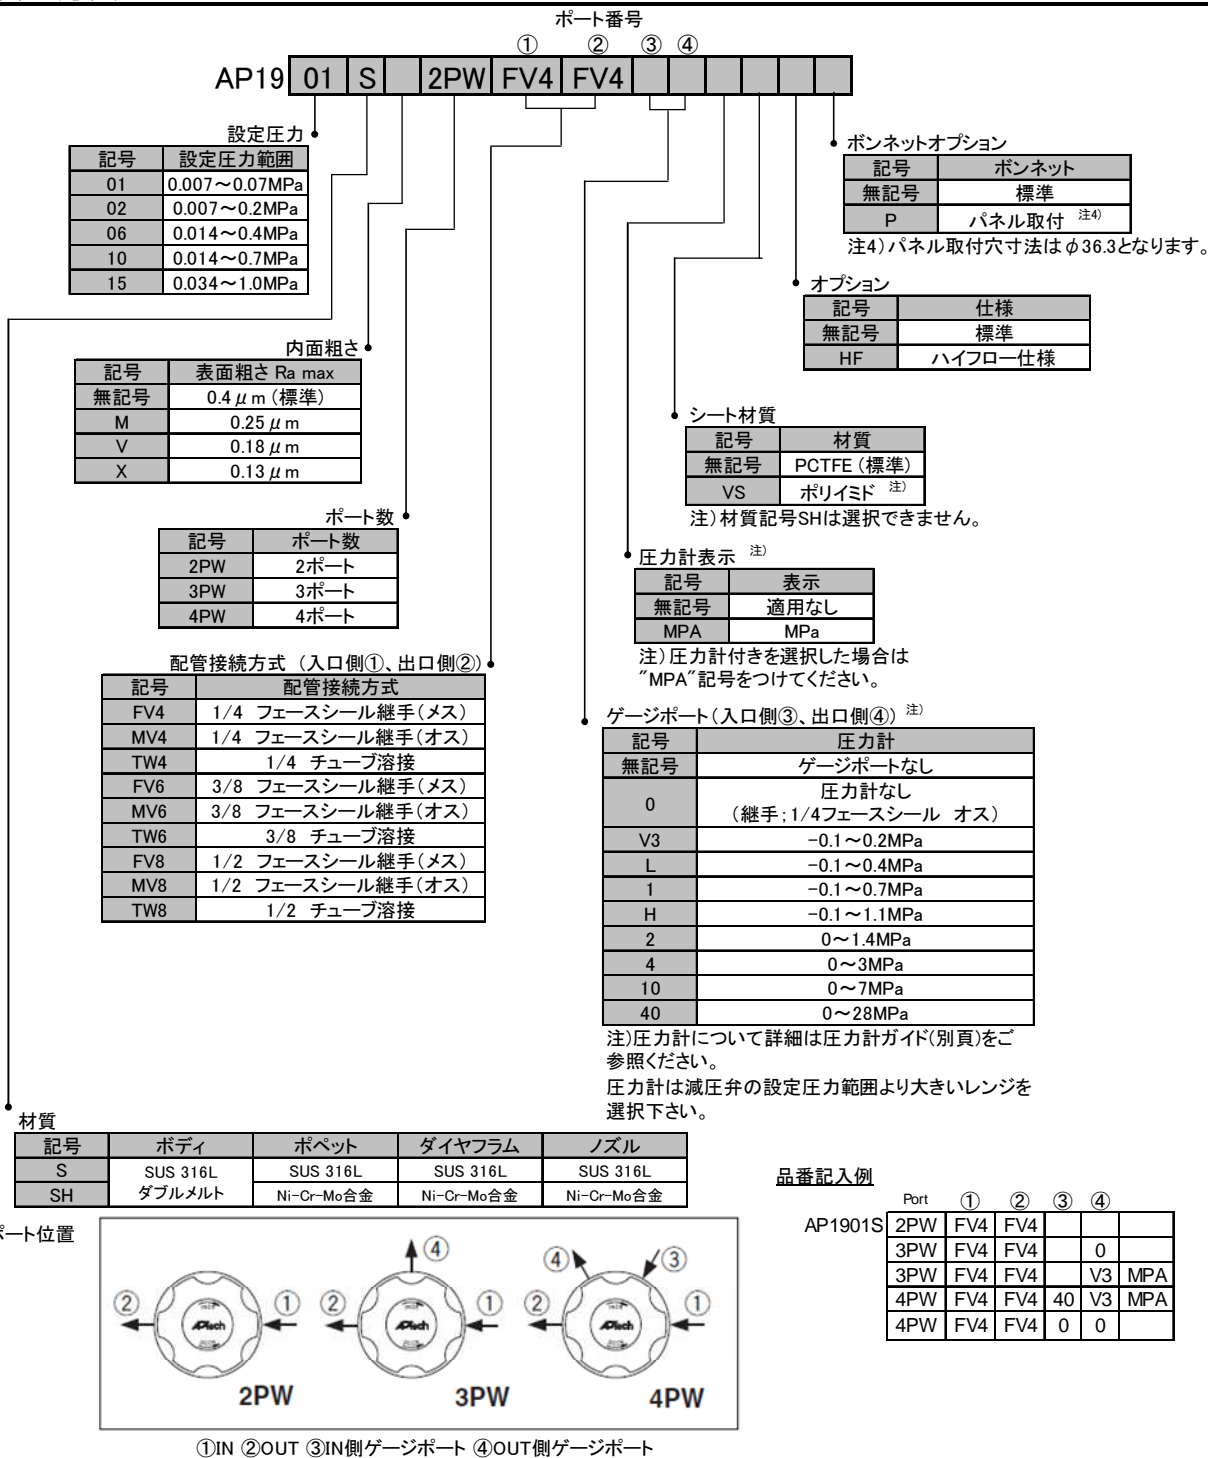 ポート番号
① ② ③ ④
AP19 01 S 2PW FV4 FV4
設定圧力
記号 設定圧力範囲
01 0.007～0.07MPa
02 0.007～0.2MPa
06 0.014～0.4MPa
10 0.014～0.7MPa
15 0.034～1.0MPa
ボンネットオプション
記号 ボンネット
無記号 標準
P パネル取付 注4)
注4)パネル取付穴寸法はφ36.3となります。
オプション
記号 仕様
無記号 標準
HF ハイフロー仕様
内面粗さ
記号 表面粗さ Ra max
無記号 0.4μm(標準)
M 0.25μm
V 0.18μm
X 0.13μm
シート材質
記号 材質
無記号 PCTFE(標準)
VS ポリイミド 注)
注)材質記号SHは選択できません。
ポート数
記号 ポート数
2PW 2ポート
3PW 3ポート
4PW 4ポート
圧力計表示 注)
記号 表示
無記号 適用なし
MPA MPa
注)圧力計付きを選択した場合は
"MPA"記号をつけてください。
配管接続方式 (入口側①、出口側②)
記号 配管接続方式
FV4 1/4 フェースシール継手(メス)
MV4 1/4 フェースシール継手(オス)
TW4 1/4 チューブ溶接
FV6 3/8 フェースシール継手(メス)
MV6 3/8 フェースシール継手(オス)
TW6 3/8 チューブ溶接
FV8 1/2 フェースシール継手(メス)
MV8 1/2 フェースシール継手(オス)
TW8 1/2 チューブ溶接
ゲージポート(入口側③、出口側④) 注)
記号 圧力計
無記号 ゲージポートなし
0 圧力計なし
(継手;1/4フェースシール オス)
V3 -0.1～0.2MPa
L -0.1～0.4MPa
1 -0.1～0.7MPa
H -0.1～1.1MPa
2 0～1.4MPa
4 0～3MPa
10 0～7MPa
40 0～28MPa
注)圧力計について詳細は圧力計ガイド(別頁)をご
参照ください。
圧力計は減圧弁の設定圧力範囲より大きいレンジを
選択下さい。
材質
記号 ボディ ポペット ダイヤフラム ノズル
S SUS 316L ダブルメルト SUS 316L SUS 316L SUS 316L
SH Ni-Cr-Mo合金 Ni-Cr-Mo合金 Ni-Cr-Mo合金
品番記入例
Port ① ② ③ ④
AP1901S 2PW FV4 FV4
3PW FV4 FV4 0
3PW FV4 FV4 V3 MPA
4PW FV4 FV4 40 V3 MPA
4PW FV4 FV4 0 0
ポート位置
② ① ② ④ ① ④ ③ ② ①
APTech APTech APTech
2PW 3PW 4PW
①IN ②OUT ③IN側ゲージポート ④OUT側ゲージポート